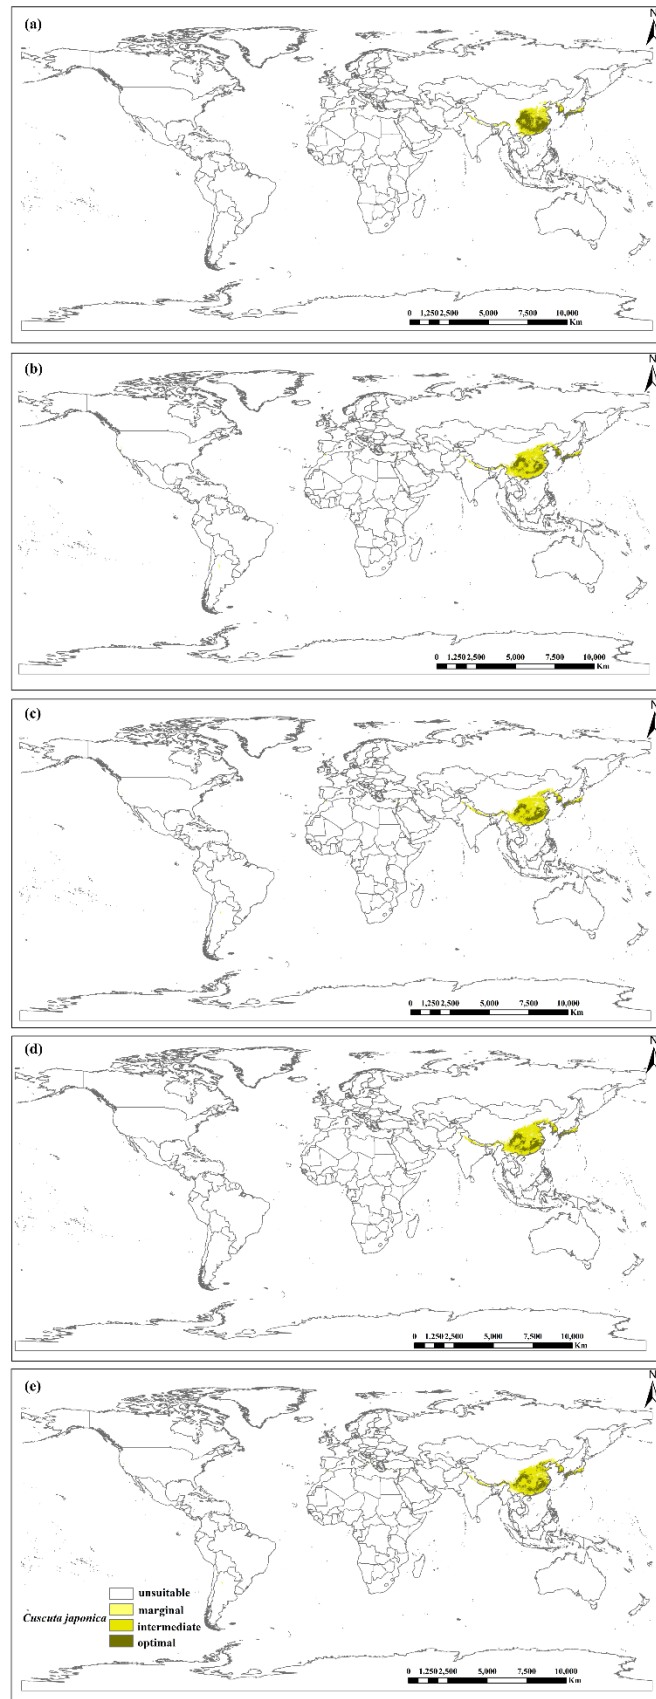 (a)
N
0 1,250 2,500 5,000 7,500 10,000
Km
(b)
N
0 1,250 2,500 5,000 7,500 10,000
Km
(c)
N
0 1,250 2,500 5,000 7,500 10,000
Km
(d)
N
0 1,250 2,500 5,000 7,500 10,000
Km
(e)
N
unsuitable
marginal
Cuscuta japonica
intermediate
optimal
0 1,250 2,500 5,000 7,500 10,000
Km